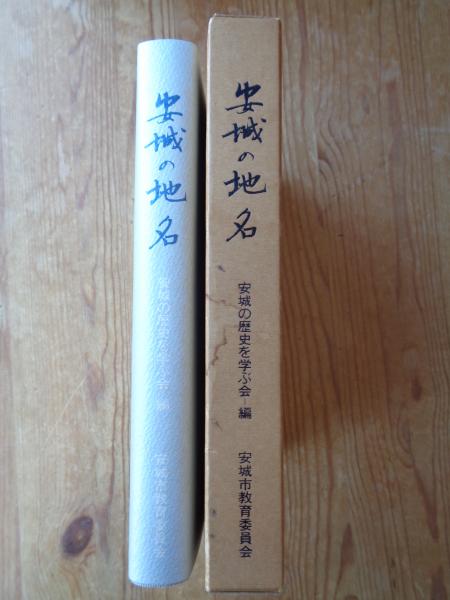 安城の地名
安城の歴史を学ぶ会 編
安城市教育委員会
安城の地名
安城の歴史を学ぶ会-編
安城市教育委員会